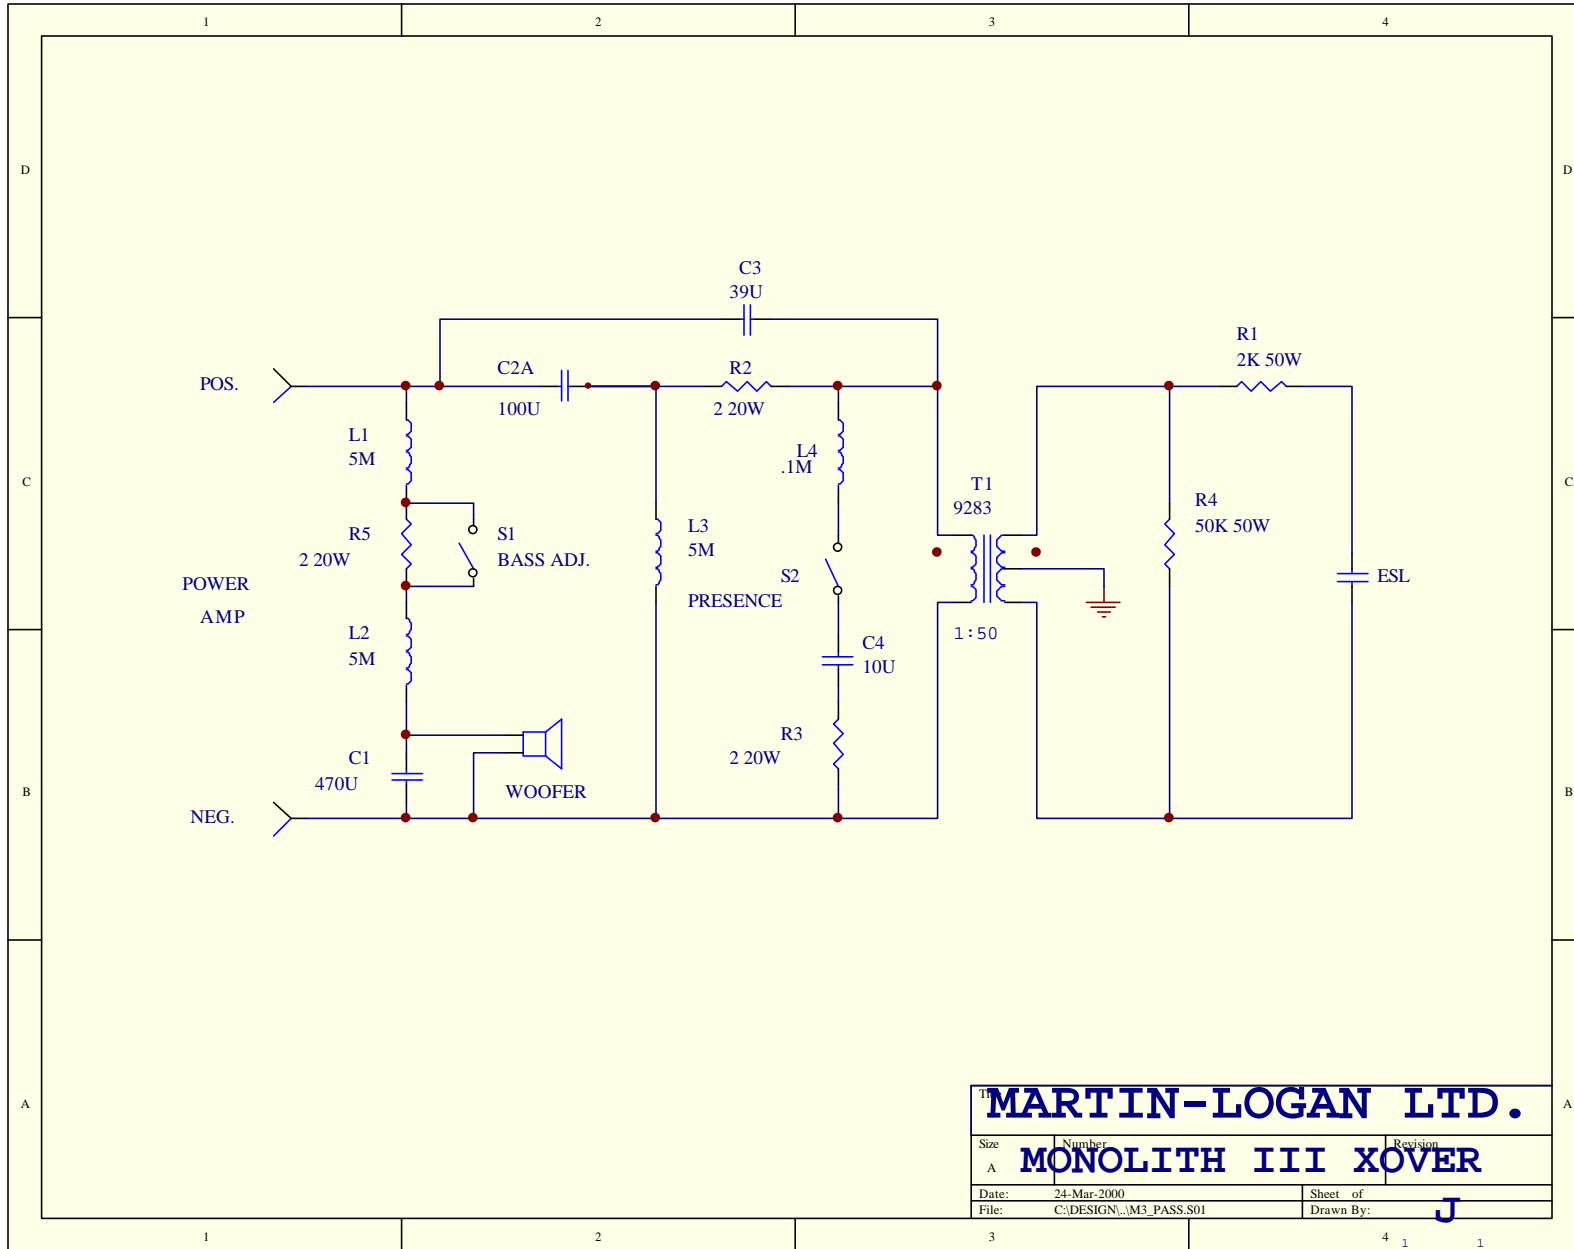 1 2 3 4
D D
C3
39U
R1
2K 50W
C2A
R2
POS.
100U
2 20W
L1
5M
L4
.1M
C C
T1
9283
R4
50K 50W
R5
2 20W
S1
BASS ADJ.
L3
5M
S2
ESL
POWER
AMP
PRESENCE
L2
5M
1:50
C4
10U
R3
2 20W
C1
470U
WOOFER
B B
NEG.
A A
MARTIN-LOGAN LTD.
Size Number Revision
A MONOLITH III XOVER
Date: 24-Mar-2000 Sheet of
File: C:\DESIGN\..\M3_PASS.S01 Drawn By: J
1 2 3 4 1 1